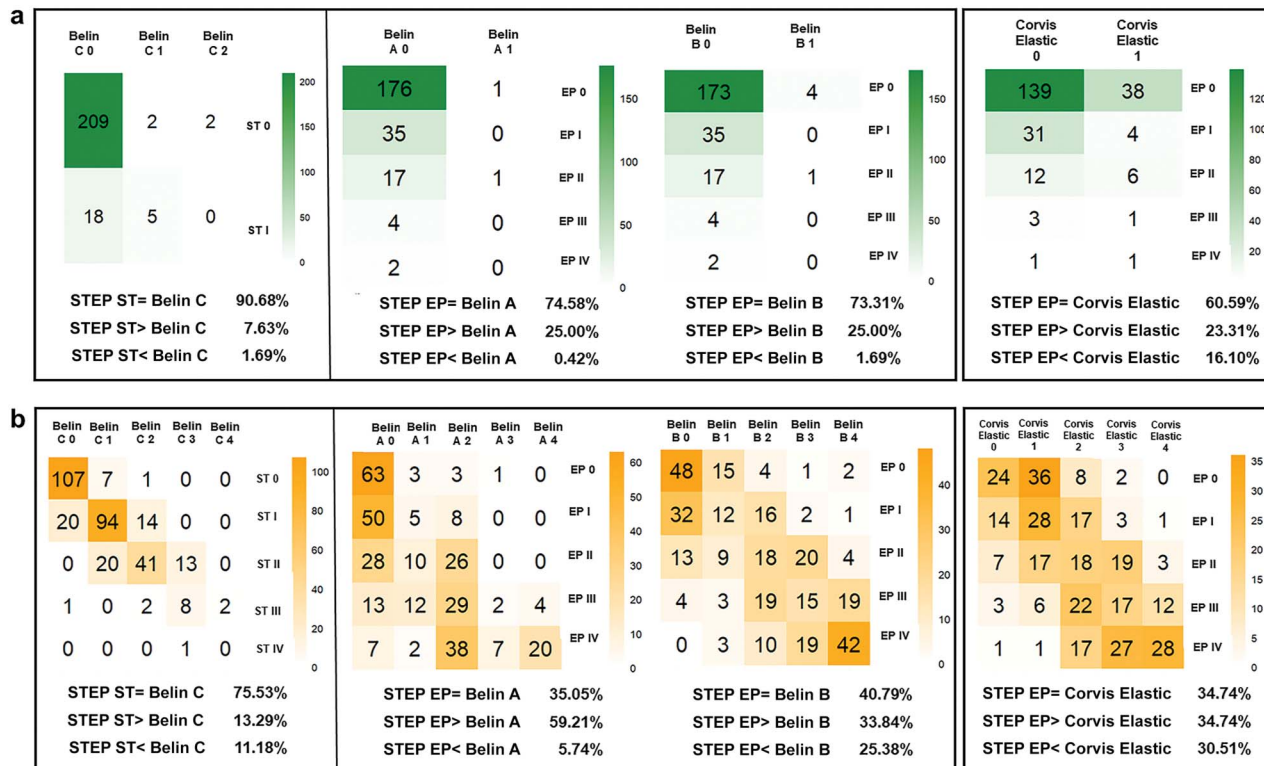 a
Belin C 0 Belin C 1 Belin C 2
209 2 2 ST 0
18 5 0 ST I
200
150
100
50
0
STEP ST= Belin C 90.68%
STEP ST> Belin C 7.63%
STEP ST< Belin C 1.69%
Belin A 0 Belin A 1
176 1 EP 0
35 0 EP I
17 1 EP II
4 0 EP III
2 0 EP IV
150
100
50
0
STEP EP= Belin A 74.58%
STEP EP> Belin A 25.00%
STEP EP< Belin A 0.42%
Belin B 0 Belin B 1
173 4 EP 0
35 0 EP I
17 1 EP II
4 0 EP III
2 0 EP IV
150
100
50
0
STEP EP= Belin B 73.31%
STEP EP> Belin B 25.00%
STEP EP< Belin B 1.69%
Corvis Elastic 0 Corvis Elastic 1
139 38 EP 0
31 4 EP I
12 6 EP II
3 1 EP III
1 1 EP IV
120
100
80
60
40
20
STEP EP= Corvis Elastic 60.59%
STEP EP> Corvis Elastic 23.31%
STEP EP< Corvis Elastic 16.10%
b
Belin C 0 Belin C 1 Belin C 2 Belin C 3 Belin C 4
107 7 1 0 0 ST 0
20 94 14 0 0 ST I
0 20 41 13 0 ST II
1 0 2 8 2 ST III
0 0 0 1 0 ST IV
100
80
60
40
20
0
STEP ST= Belin C 75.53%
STEP ST> Belin C 13.29%
STEP ST< Belin C 11.18%
Belin A 0 Belin A 1 Belin A 2 Belin A 3 Belin A 4
63 3 3 1 0 EP 0
50 5 8 0 0 EP I
28 10 26 0 0 EP II
13 12 29 2 4 EP III
7 2 38 7 20 EP IV
60
50
40
30
20
10
0
STEP EP= Belin A 35.05%
STEP EP> Belin A 59.21%
STEP EP< Belin A 5.74%
Belin B 0 Belin B 1 Belin B 2 Belin B 3 Belin B 4
48 15 4 1 2 EP 0
32 12 16 2 1 EP I
13 9 18 20 4 EP II
4 3 19 15 19 EP III
0 3 10 19 42 EP IV
40
30
20
10
0
STEP EP= Belin B 40.79%
STEP EP> Belin B 33.84%
STEP EP< Belin B 25.38%
Corvis Elastic 0 Corvis Elastic 1 Corvis Elastic 2 Corvis Elastic 3 Corvis Elastic 4
24 36 8 2 0 EP 0
14 28 17 3 1 EP I
7 17 18 19 3 EP II
3 6 22 17 12 EP III
1 1 17 27 28 EP IV
35
30
25
20
15
10
5
0
STEP EP= Corvis Elastic 34.74%
STEP EP> Corvis Elastic 34.74%
STEP EP< Corvis Elastic 30.51%